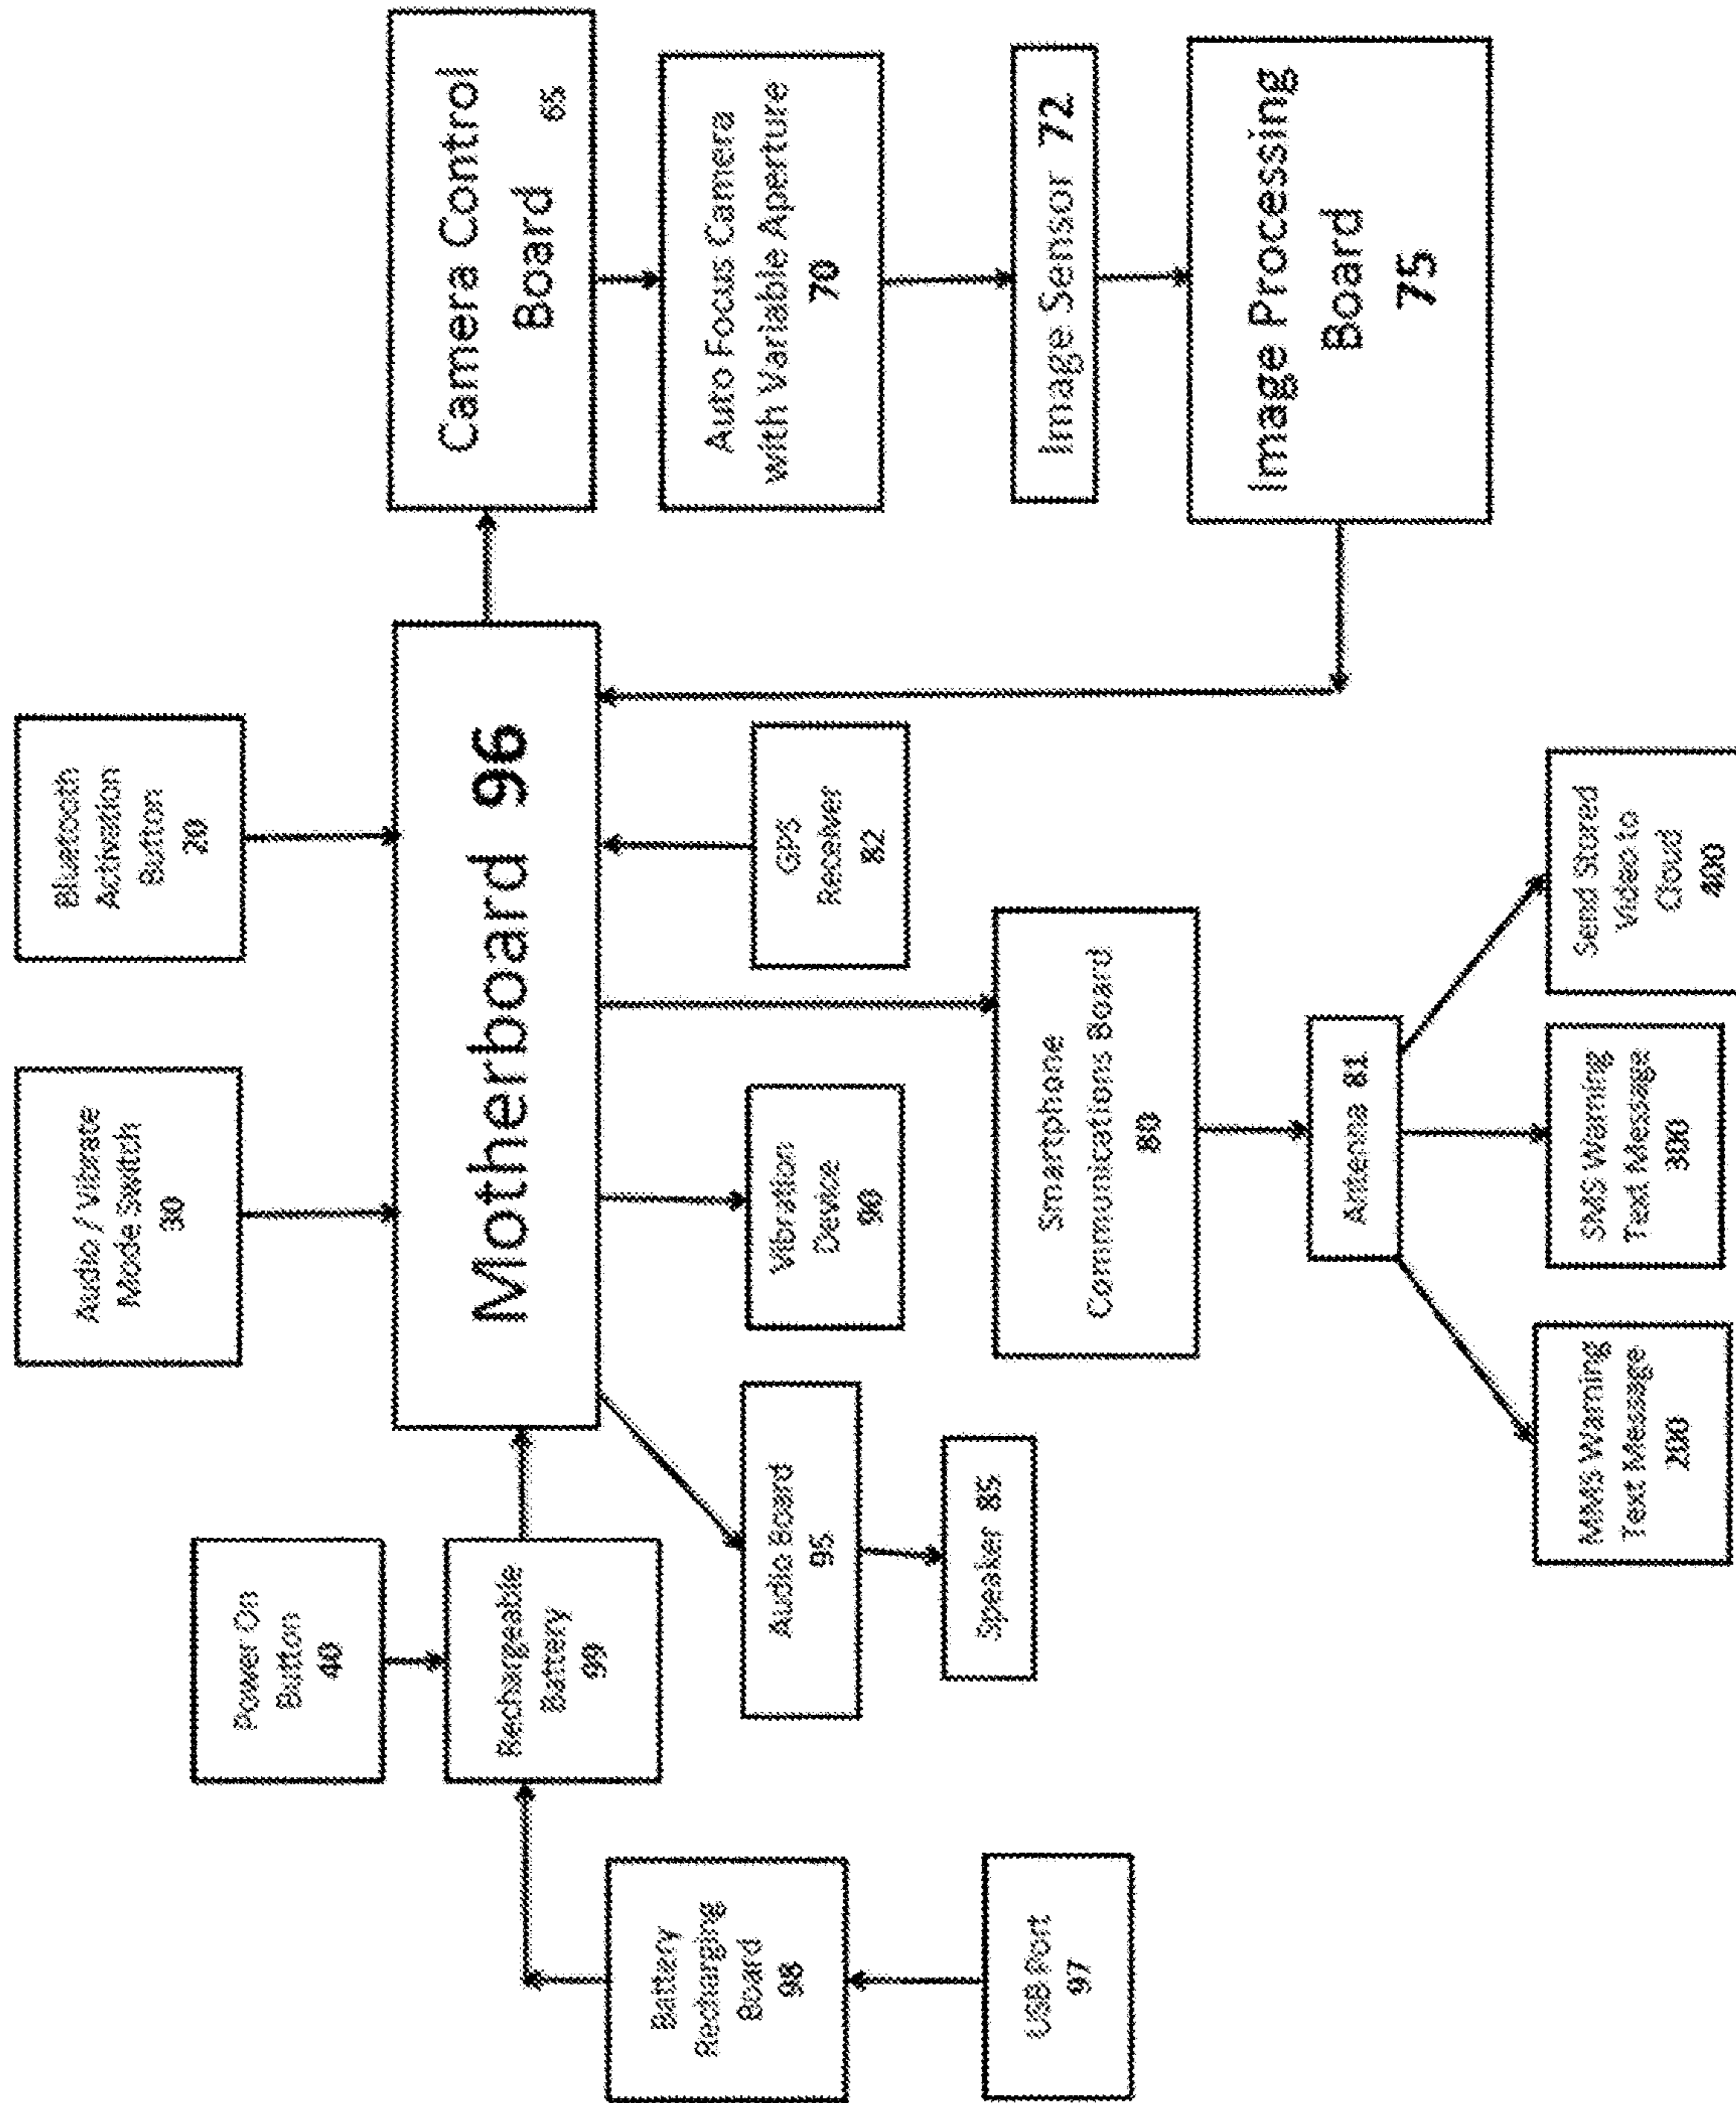 Audio / Vibrate
Mode Switch
30
Bluetooth
Activation
Button
20
Power On
Button
40
Rechargeable
Battery
99
Motherboard 96
Camera Control
Board 65
Battery
Recharging
Board
98
Audio Board
95
Vibration
Device
90
GPS
Receiver
82
Auto Focus Camera
with Variable Aperture
70
USB Port
97
Speaker 85
Smartphone
Communications Board
80
Image Sensor 72
Antenna 81
Image Processing
Board
75
MMS Warning
Text Message
200
SMS Warning
Text Message
300
Send Stored
Video to
Cloud
400